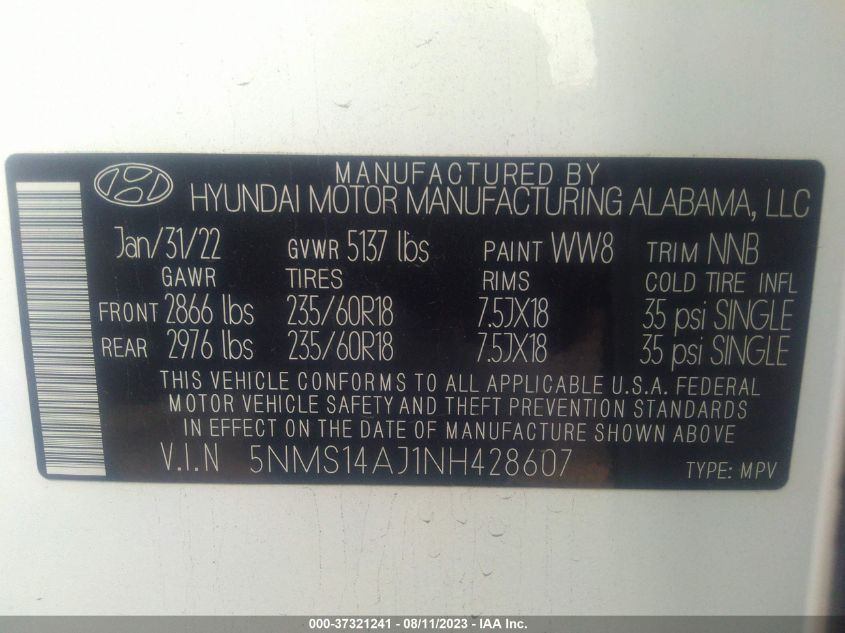 MANUFACTURED BY
HYUNDAI MOTOR MANUFACTURING ALABAMA, LLC
Jan/31/22 GVWR 5137 lbs PAINT WW8 TRIM NNB
GAWR TIRES RIMS COLD TIRE INFL
FRONT 2866 lbs 235/60R18 7.5JX18 35 psi SINGLE
REAR 2976 lbs 235/60R18 7.5JX18 35 psi SINGLE
THIS VEHICLE CONFORMS TO ALL APPLICABLE U.S.A. FEDERAL
MOTOR VEHICLE SAFETY AND THEFT PREVENTION STANDARDS
IN EFFECT ON THE DATE OF MANUFACTURE SHOWN ABOVE
V.I.N 5NMS14AJ1NH428607 TYPE: MPV
000-37321241 - 08/11/2023 - IAA Inc.